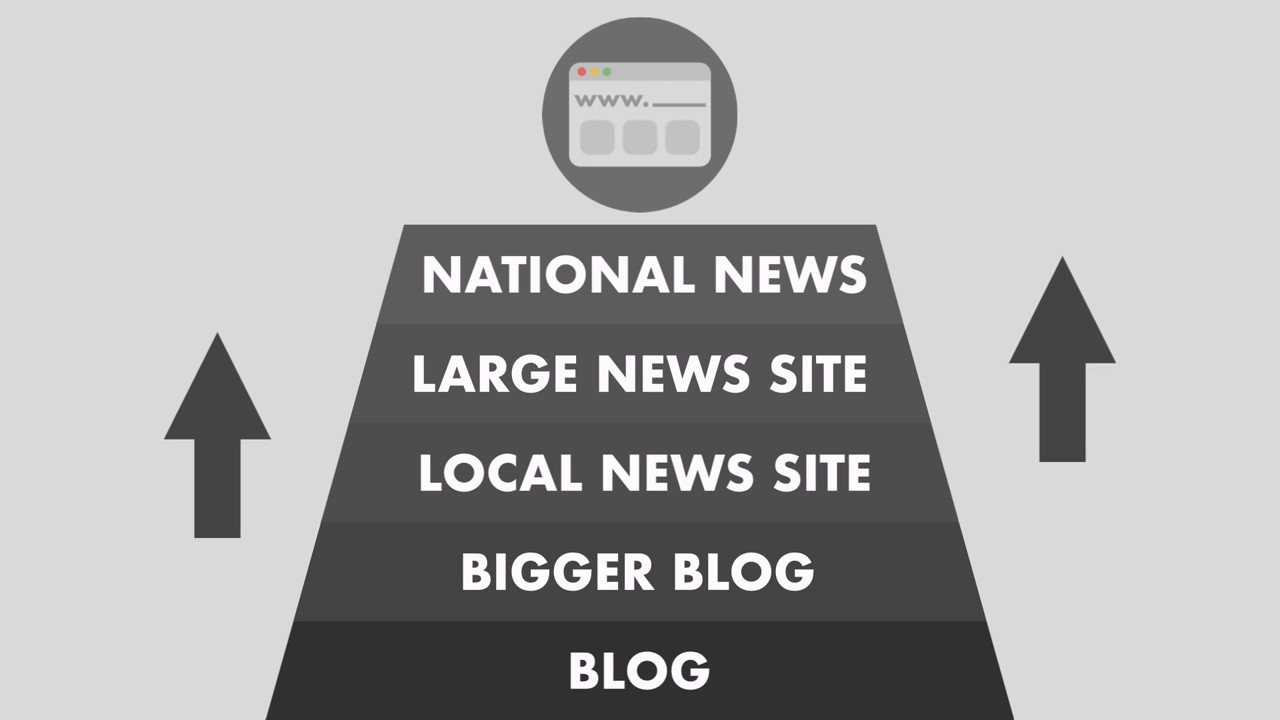 www.
NATIONAL NEWS
LARGE NEWS SITE
LOCAL NEWS SITE
BIGGER BLOG
BLOG